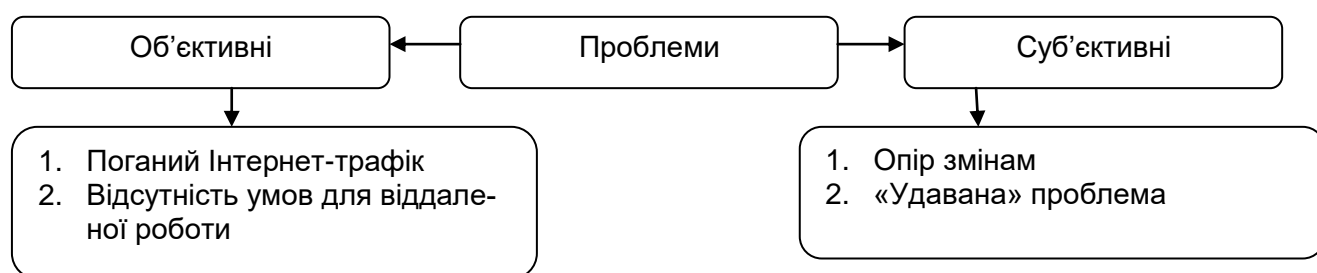 Об’єктивні
Проблеми
Суб’єктивні
1. Поганий Інтернет-трафік
2. Відсутність умов для віддале-
ної роботи
1. Опір змінам
2. «Удавана» проблема